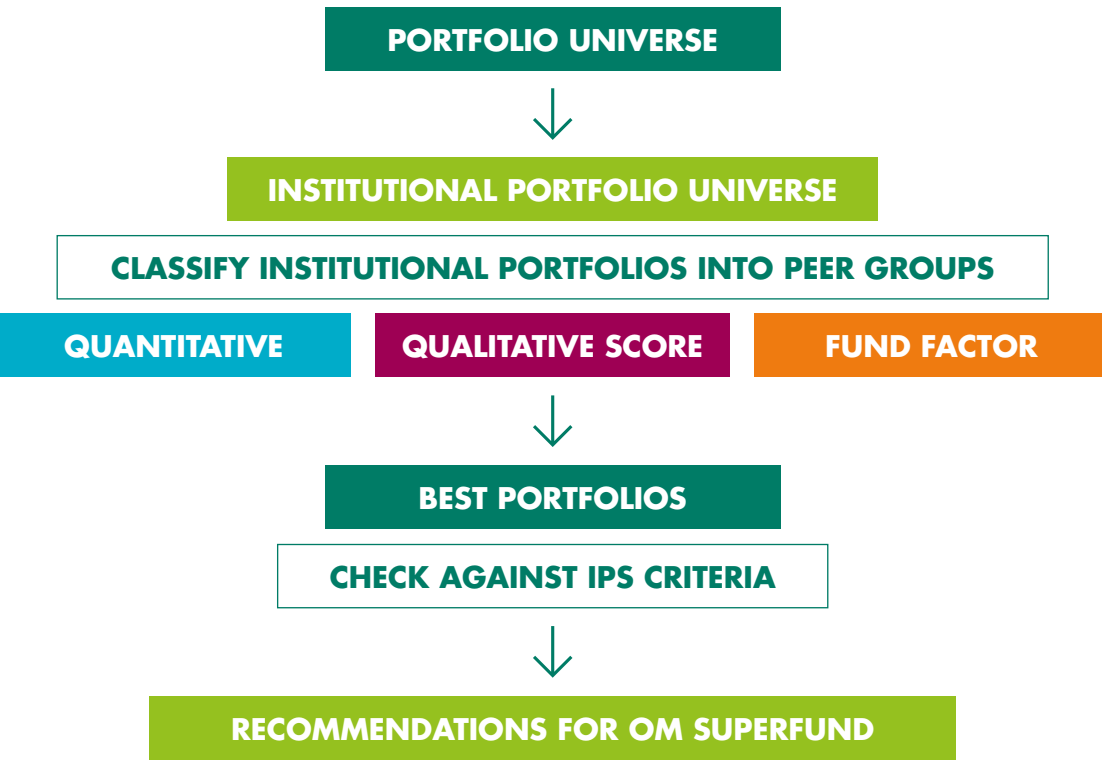 PORTFOLIO UNIVERSE
INSTITUTIONAL PORTFOLIO UNIVERSE
CLASSIFY INSTITUTIONAL PORTFOLIOS INTO PEER GROUPS
QUANTITATIVE
QUALITATIVE SCORE
FUND FACTOR
BEST PORTFOLIOS
CHECK AGAINST IPS CRITERIA
RECOMMENDATIONS FOR OM SUPERFUND